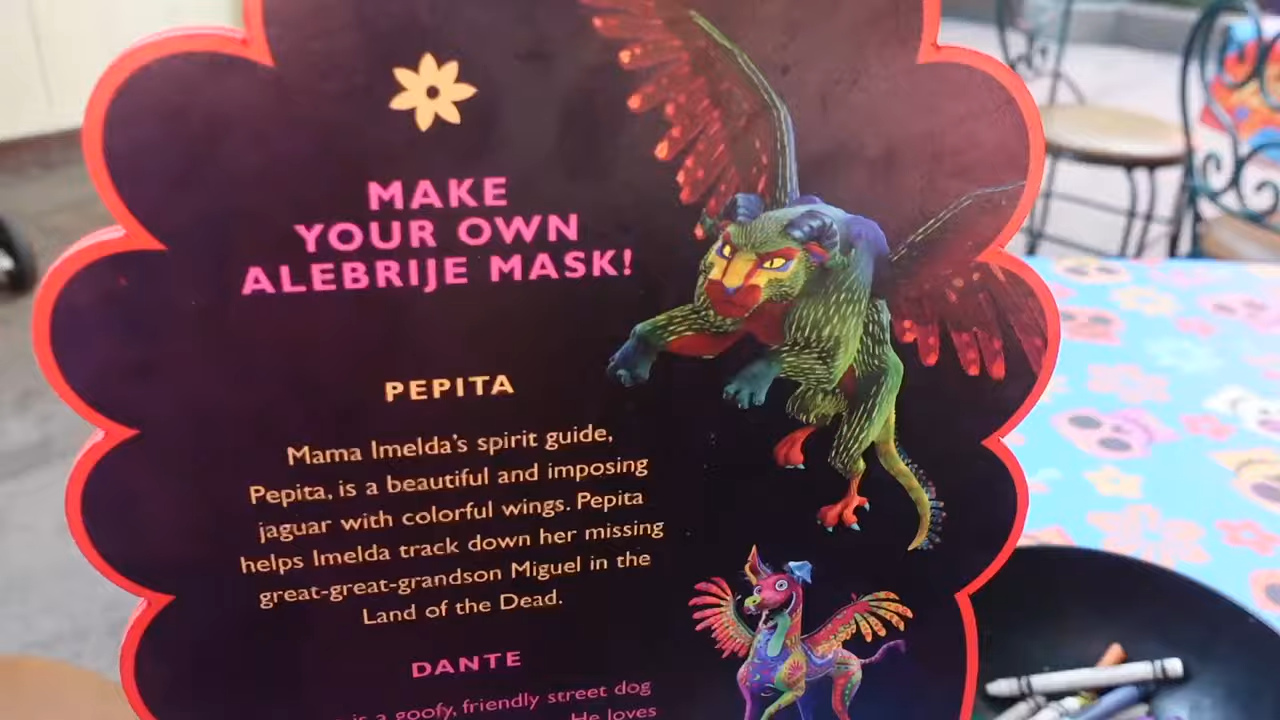 MAKE
YOUR OWN
ALEBRIJE MASK!
PEPITA
Mama Imelda's spirit guide,
Pepita, is a beautiful and imposing
jaguar with colorful wings. Pepita
helps Imelda track down her missing
great-great-grandson Miguel in the
Land of the Dead.
DANTE
is a goofy, friendly street dog
He loves